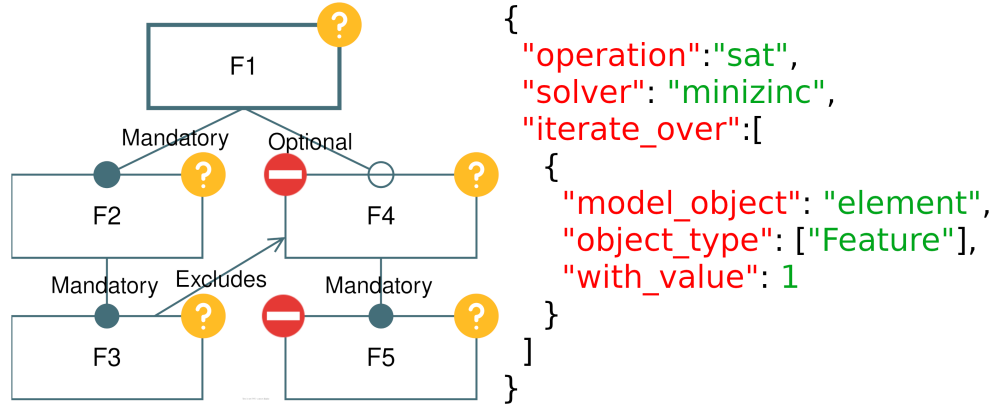 ?
F1
Mandatory
Optional
?
?
F2
F4
Mandatory
Excludes
Mandatory
?
?
F3
F5
{
"operation":"sat",
"solver": "minizinc",
"iterate_over":[
{
"model_object": "element",
"object_type": ["Feature"],
"with_value": 1
}
]
}